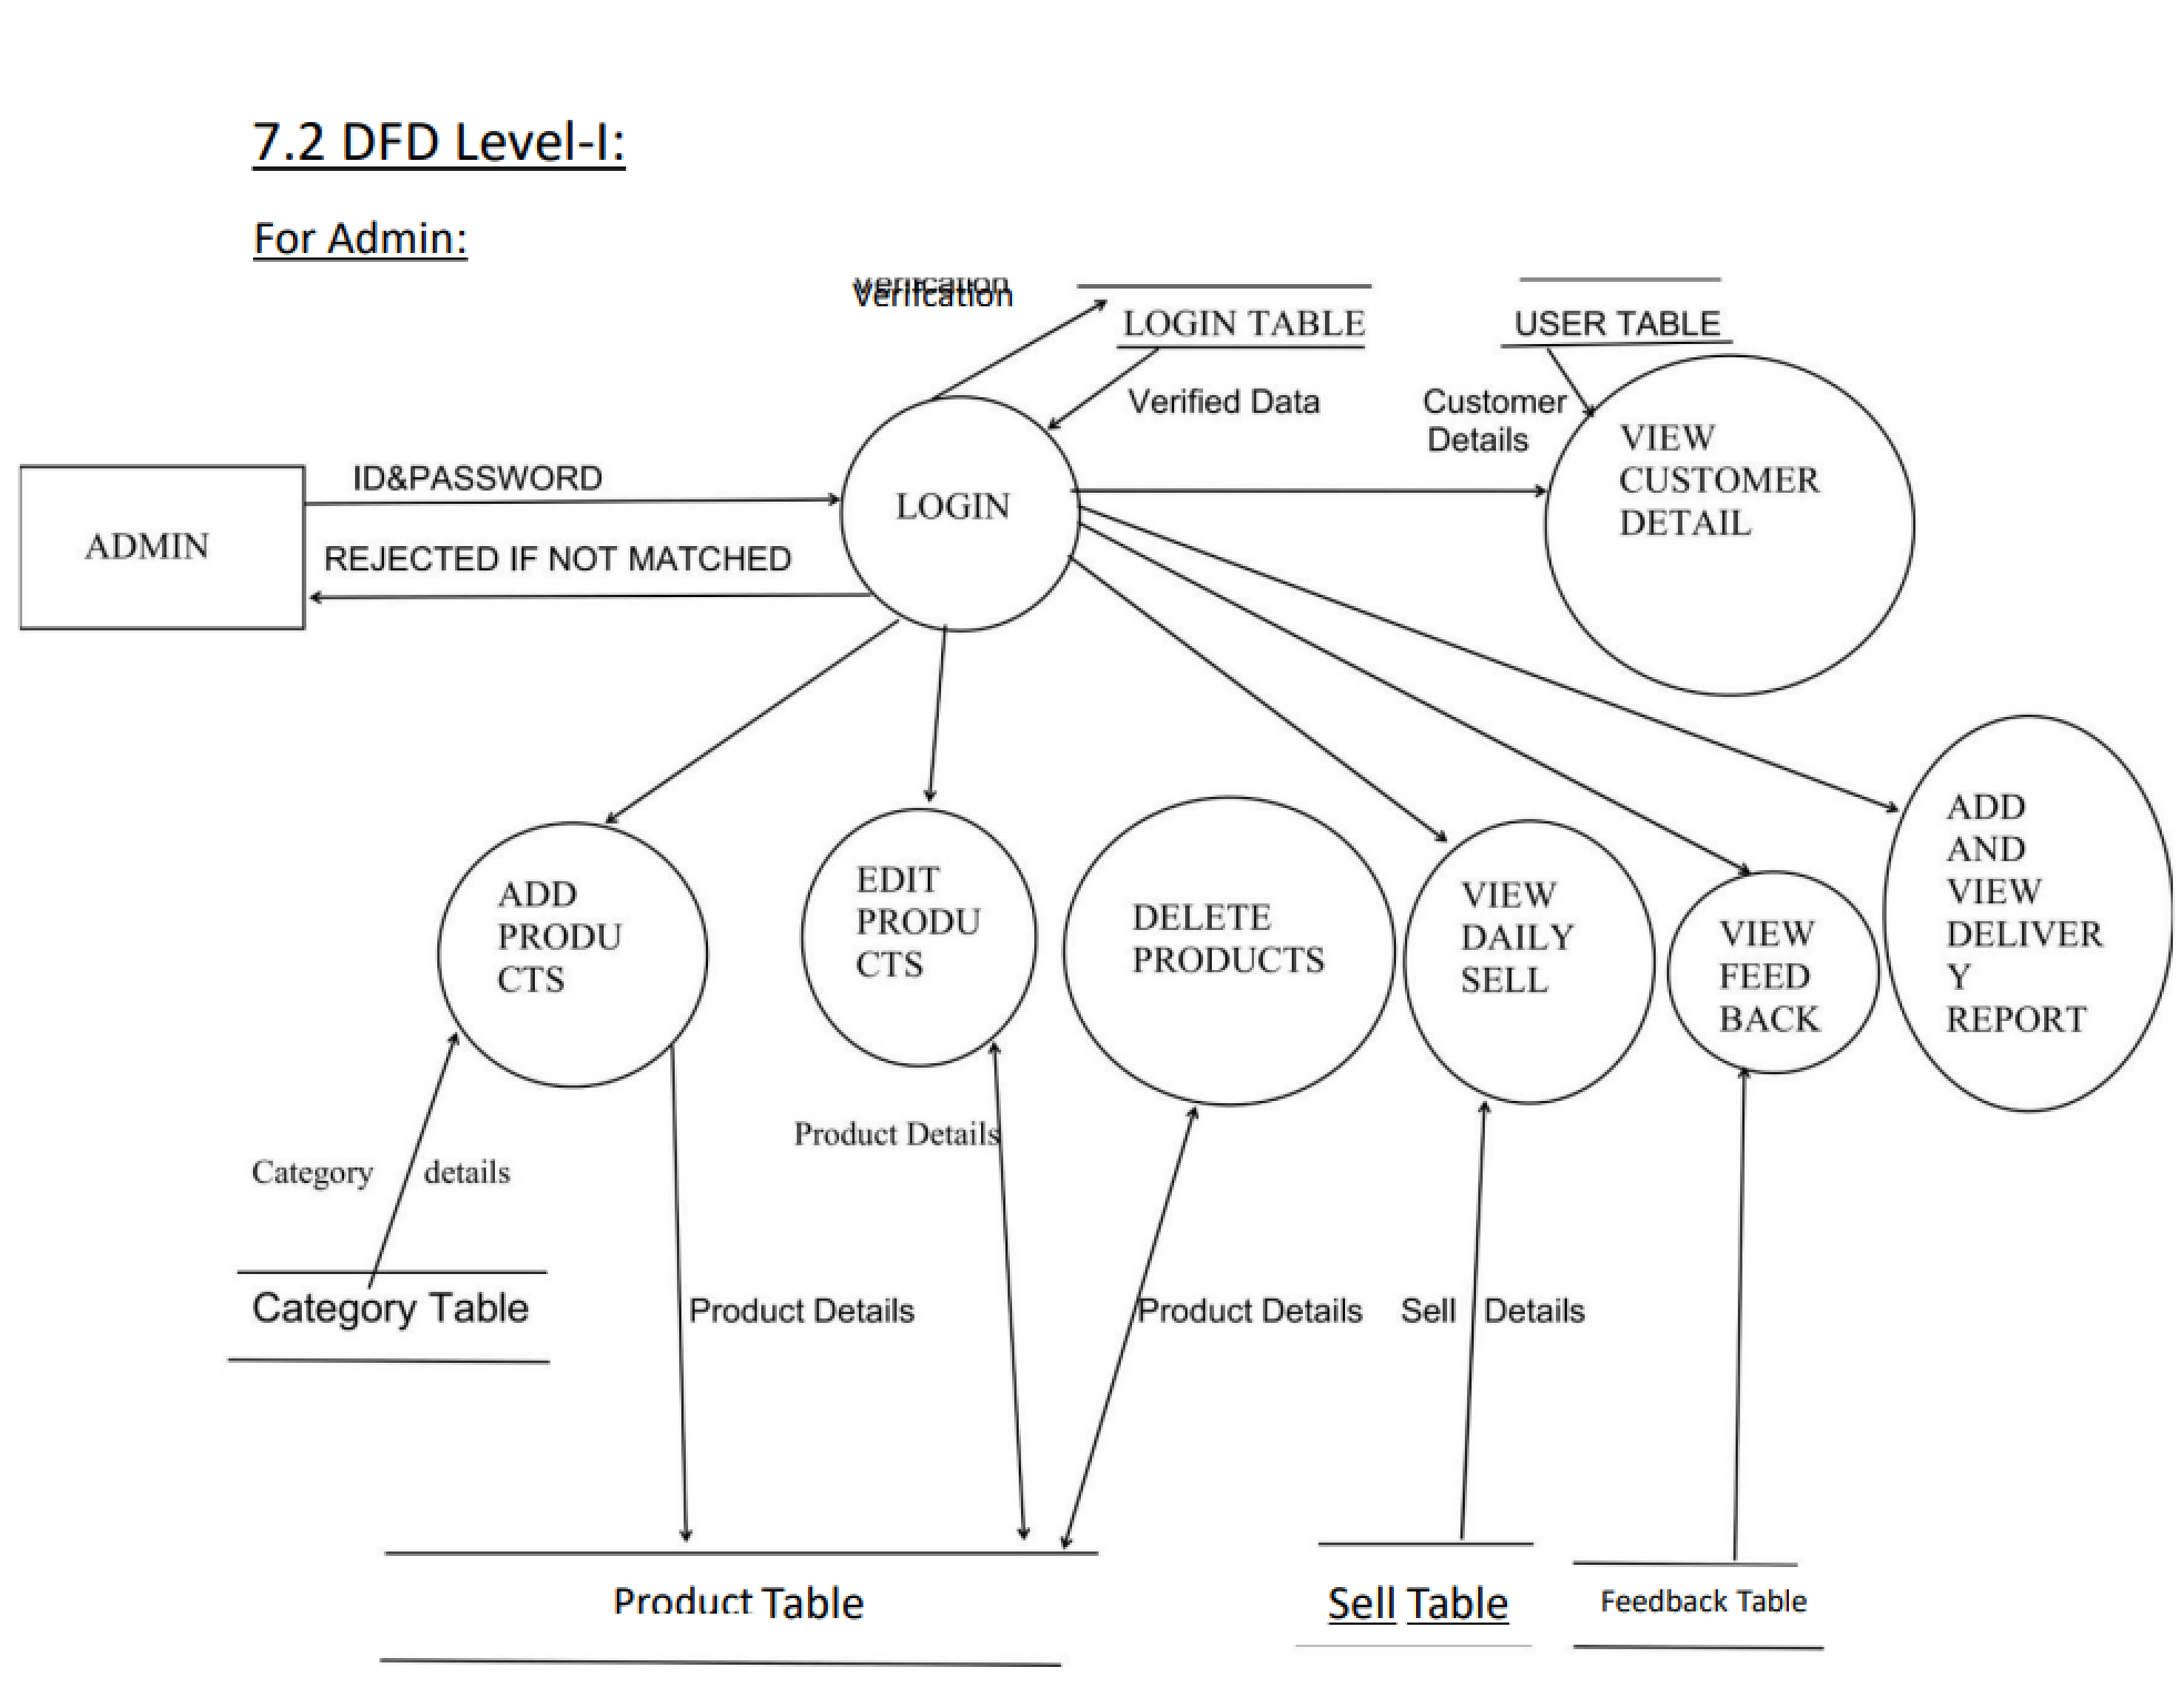 7.2 DFD Level-I:
For Admin:
Verifcation
LOGIN TABLE
USER TABLE
Verified Data
Customer
Details
VIEW
CUSTOMER
DETAIL
ID&PASSWORD
LOGIN
ADMIN
REJECTED IF NOT MATCHED
ADD
PRODU
CTS
EDIT
PRODU
CTS
DELETE
PRODUCTS
VIEW
DAILY
SELL
VIEW
FEED
BACK
ADD
AND
VIEW
DELIVER
Y
REPORT
Product Details
Category details
Category Table
Product Details
Product Details
Sell Details
Product Table
Sell Table
Feedback Table